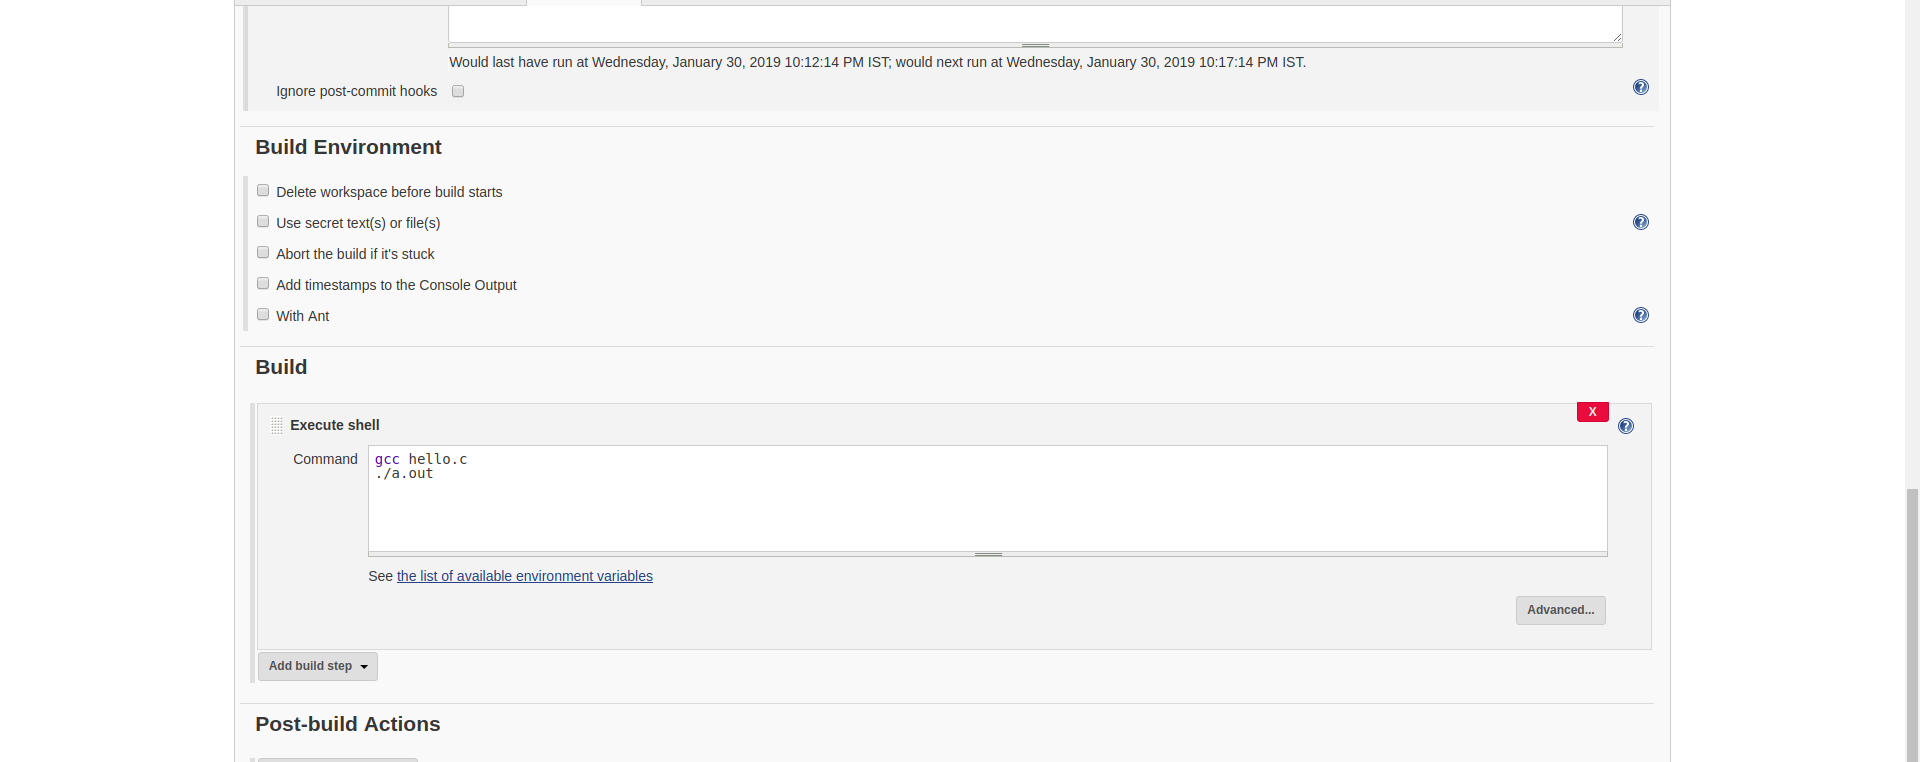 Would last have run at Wednesday, January 30, 2019 10:12:14 PM IST; would next run at Wednesday, January 30, 2019 10:17:14 PM IST.
Ignore post-commit hooks
Build Environment
Delete workspace before build starts
Use secret text(s) or file(s)
Abort the build if it's stuck
Add timestamps to the Console Output
With Ant
Build
X
Execute shell
Command
gcc hello.c
./a.out
See the list of available environment variables
Advanced...
Add build step
Post-build Actions